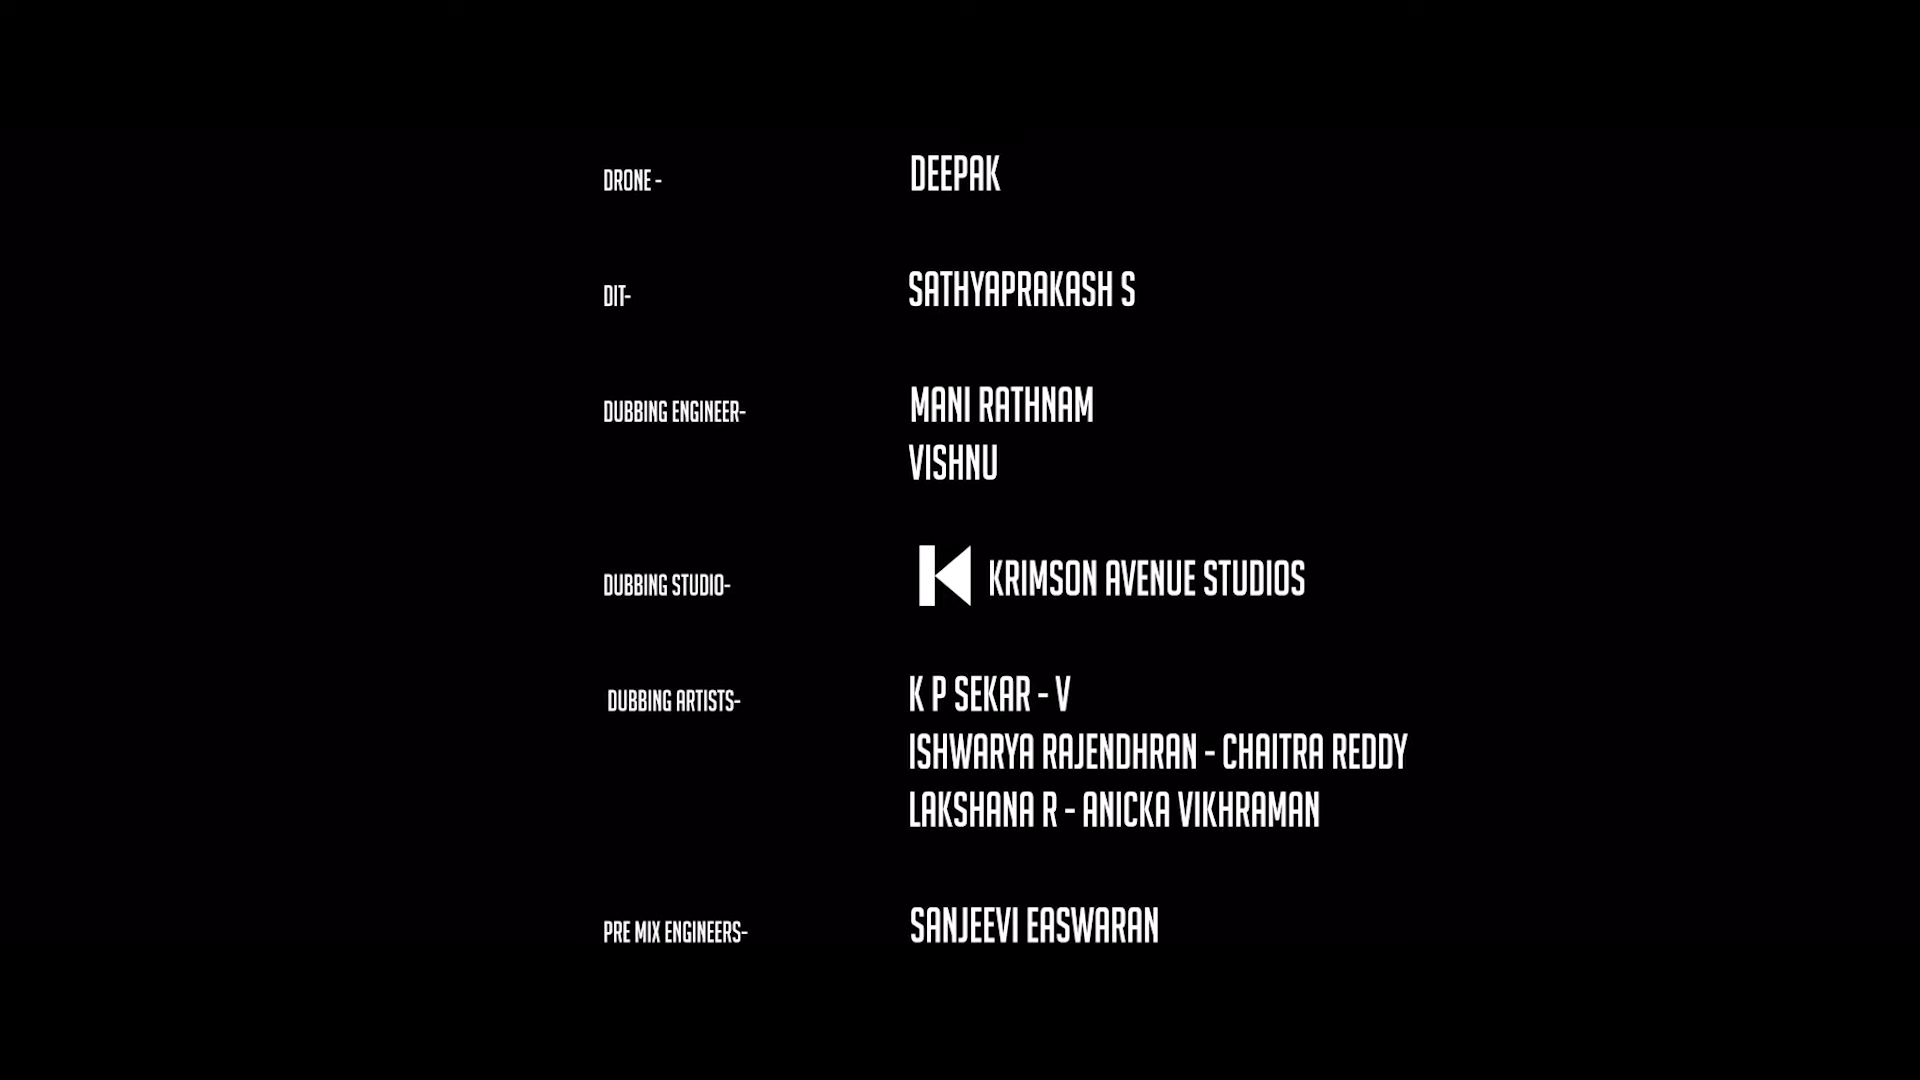 DRONE - DEEPAK
DIT- SATHYAPRAKASH S
DUBBING ENGINEER- MANI RATHNAM
VISHNU
DUBBING STUDIO- KRIMSON AVENUE STUDIOS
DUBBING ARTISTS- K P SEKAR - V
ISHWARYA RAJENDHRAN - CHAITRA REDDY
LAKSHANA R - ANICKA VIKHRAMAN
PRE MIX ENGINEERS- SANJEEVI EASWARAN